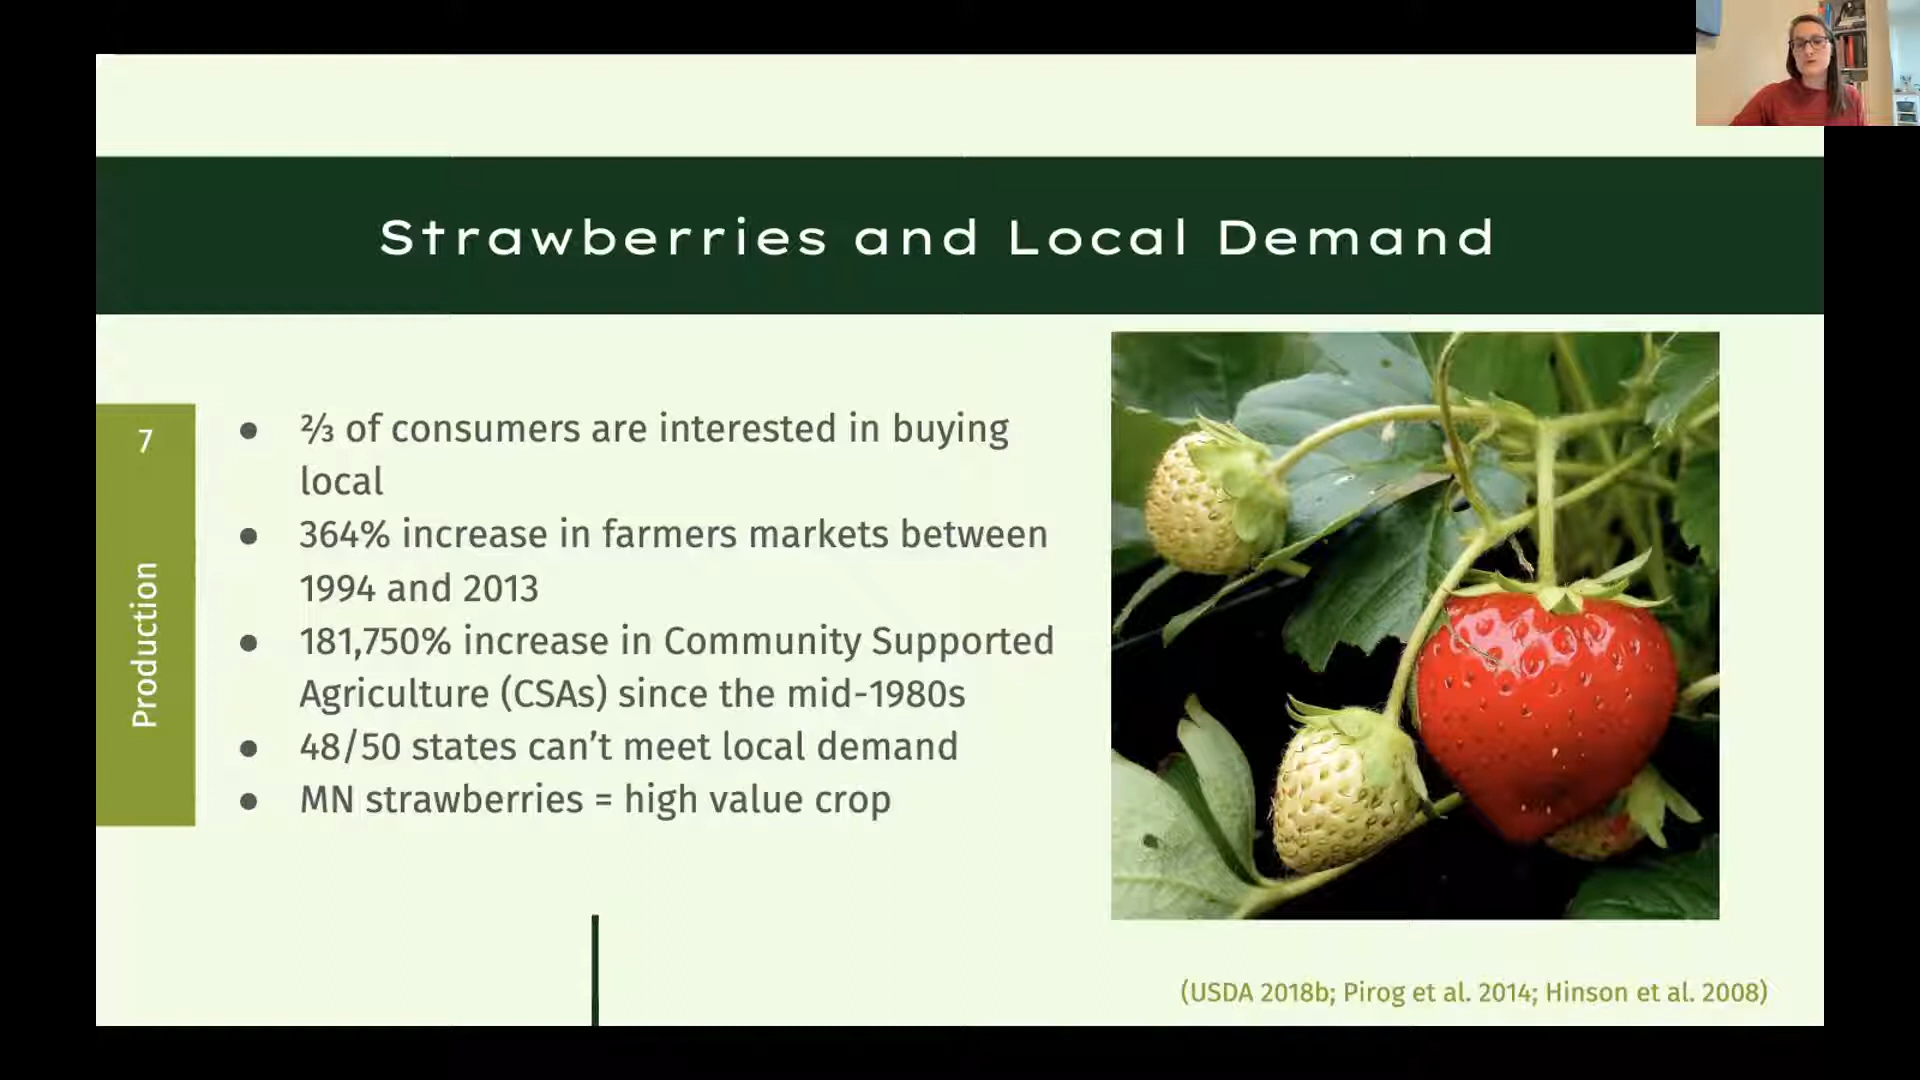 Strawberries and Local Demand
7
Production
● ⅔ of consumers are interested in buying
local
● 364% increase in farmers markets between
1994 and 2013
● 181,750% increase in Community Supported
Agriculture (CSAs) since the mid-1980s
● 48/50 states can’t meet local demand
● MN strawberries = high value crop
(USDA 2018b; Pirog et al. 2014; Hinson et al. 2008)